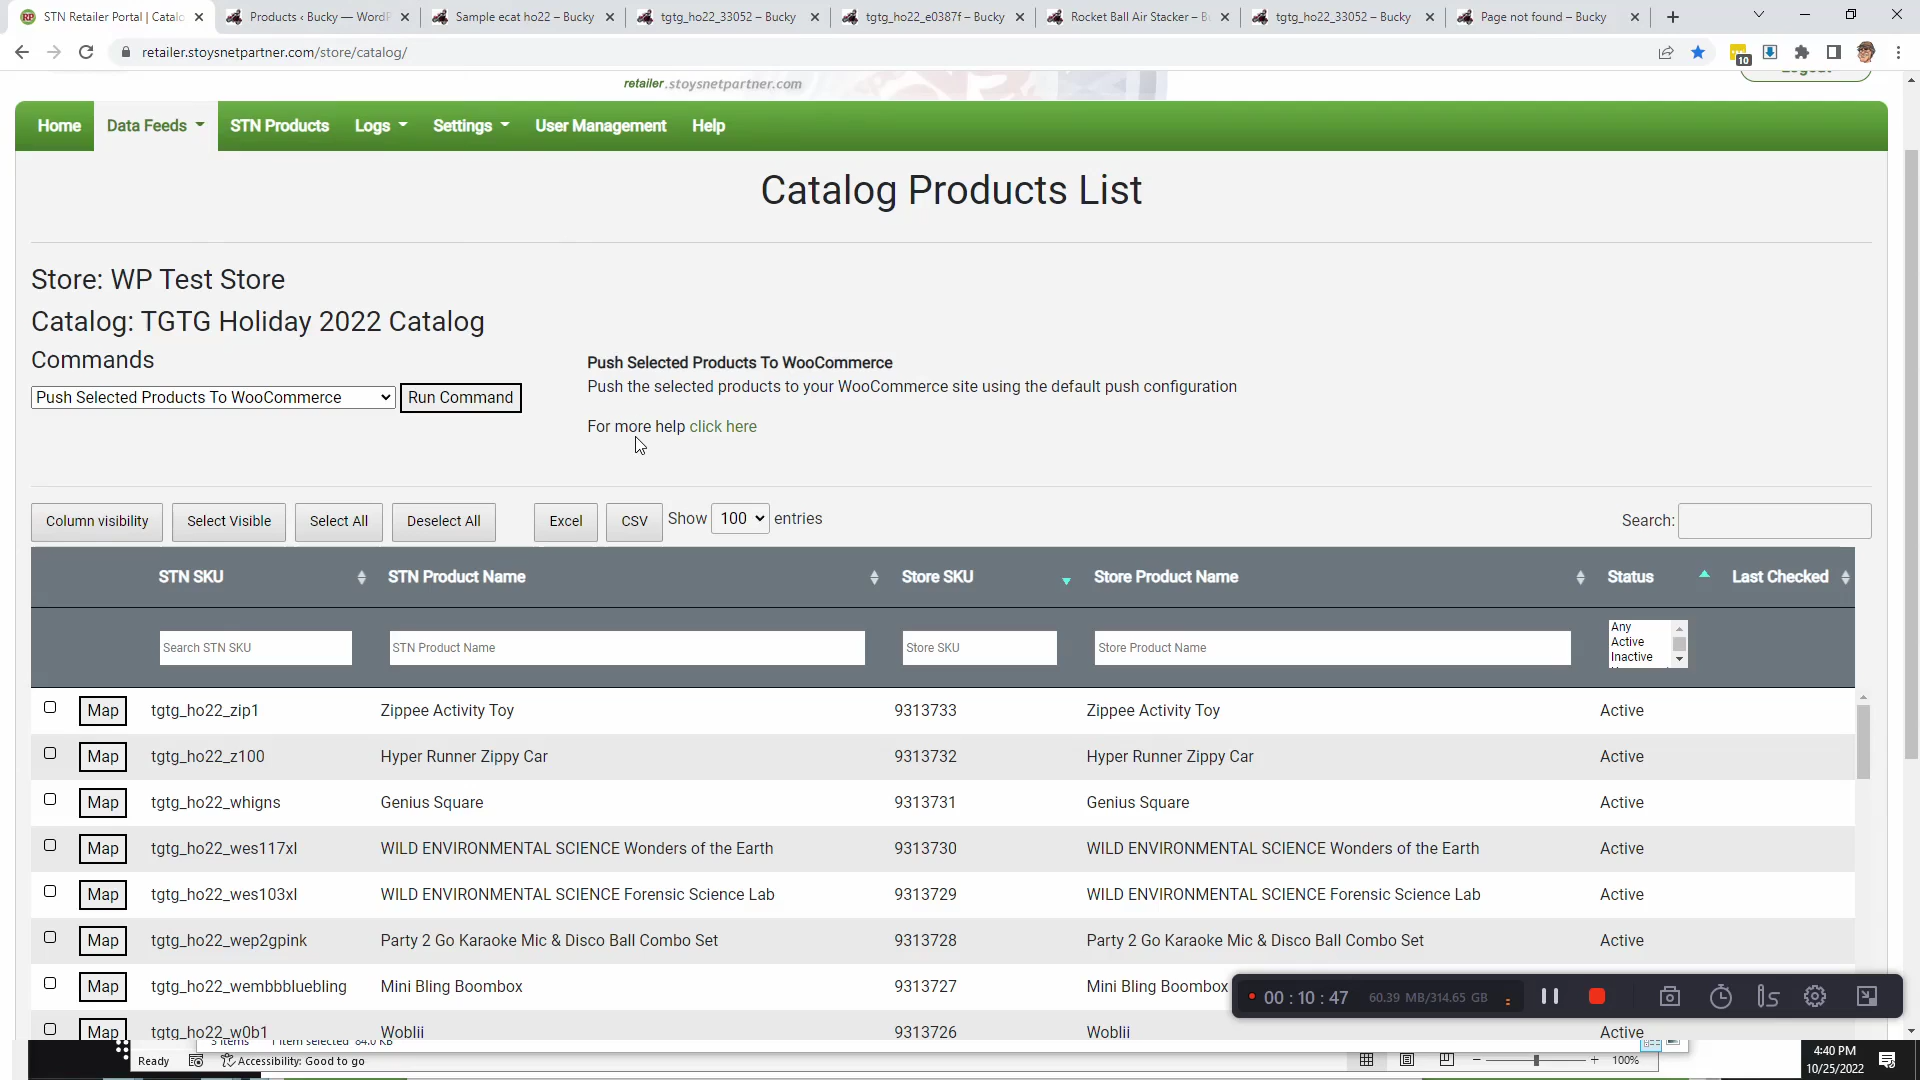 STN Retailer Portal | Catalo
Products ‹ Bucky — WordP
Sample ecat ho22 – Bucky
tgtg_ho22_33052 – Bucky
tgtg_ho22_e0387f – Bucky
Rocket Ball Air Stacker – B
tgtg_ho22_33052 – Bucky
Page not found – Bucky
retailer.stoysnetpartner.com/store/catalog/
10
retailer.stoysnetpartner.com
Logout
Home
Data Feeds
STN Products
Logs
Settings
User Management
Help
Catalog Products List
Store: WP Test Store
Catalog: TGTG Holiday 2022 Catalog
Commands
Push Selected Products To WooCommerce
Run Command
Push Selected Products To WooCommerce
Push the selected products to your WooCommerce site using the default push configuration
For more help click here
Column visibility
Select Visible
Select All
Deselect All
Excel
CSV
Show 100 entries
Search:
STN SKU
STN Product Name
Store SKU
Store Product Name
Status
Last Checked
Search STN SKU
STN Product Name
Store SKU
Store Product Name
Any
Active
Inactive
Map tgtg_ho22_zip1 Zippee Activity Toy 9313733 Zippee Activity Toy Active
Map tgtg_ho22_z100 Hyper Runner Zippy Car 9313732 Hyper Runner Zippy Car Active
Map tgtg_ho22_whigns Genius Square 9313731 Genius Square Active
Map tgtg_ho22_wes117xl WILD ENVIRONMENTAL SCIENCE Wonders of the Earth 9313730 WILD ENVIRONMENTAL SCIENCE Wonders of the Earth Active
Map tgtg_ho22_wes103xl WILD ENVIRONMENTAL SCIENCE Forensic Science Lab 9313729 WILD ENVIRONMENTAL SCIENCE Forensic Science Lab Active
Map tgtg_ho22_wep2gpink Party 2 Go Karaoke Mic & Disco Ball Combo Set 9313728 Party 2 Go Karaoke Mic & Disco Ball Combo Set Active
Map tgtg_ho22_wembbbluebling Mini Bling Boombox 9313727 Mini Bling Boombox
00 : 10 : 47
60.39 MB/314.65 GB
Map tgtg_ho22_w0b1 Woblii 9313726 Woblii Active
5 items 1 item selected 84.0 KB
Ready
Accessibility: Good to go
100%
4:40 PM
10/25/2022